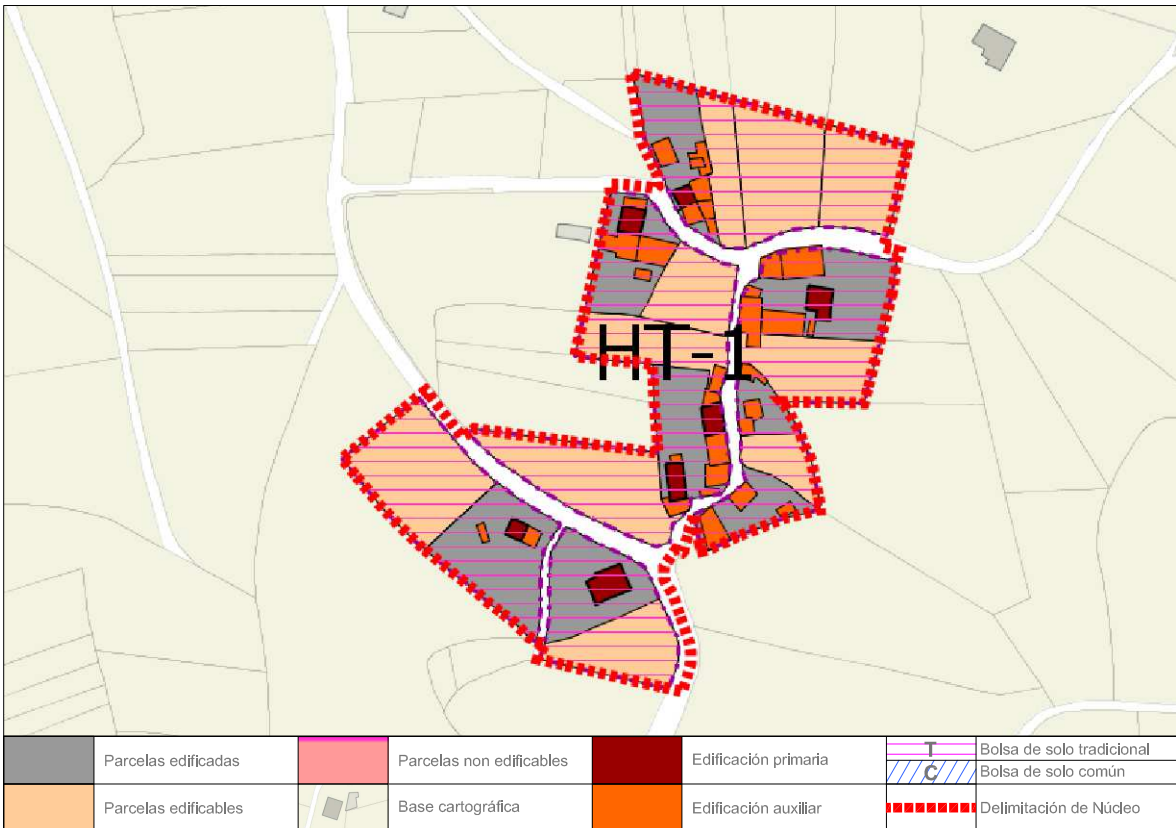 HT-1
Parcelas edificadas
Parcelas non edificables
Edificación primaria
T
Bolsa de solo tradicional
C
Bolsa de solo común
Parcelas edificables
Base cartográfica
Edificación auxiliar
Delimitación de Núcleo